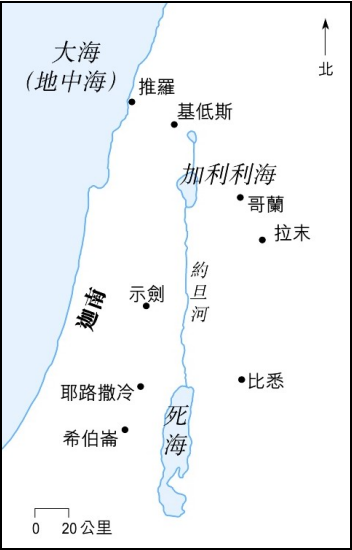 大海
(地中海)
北
推羅
基低斯
加利利海
哥蘭
拉末
約旦河
示劍
迦南
比悉
耶路撒冷
死海
希伯崙
0 20 公里